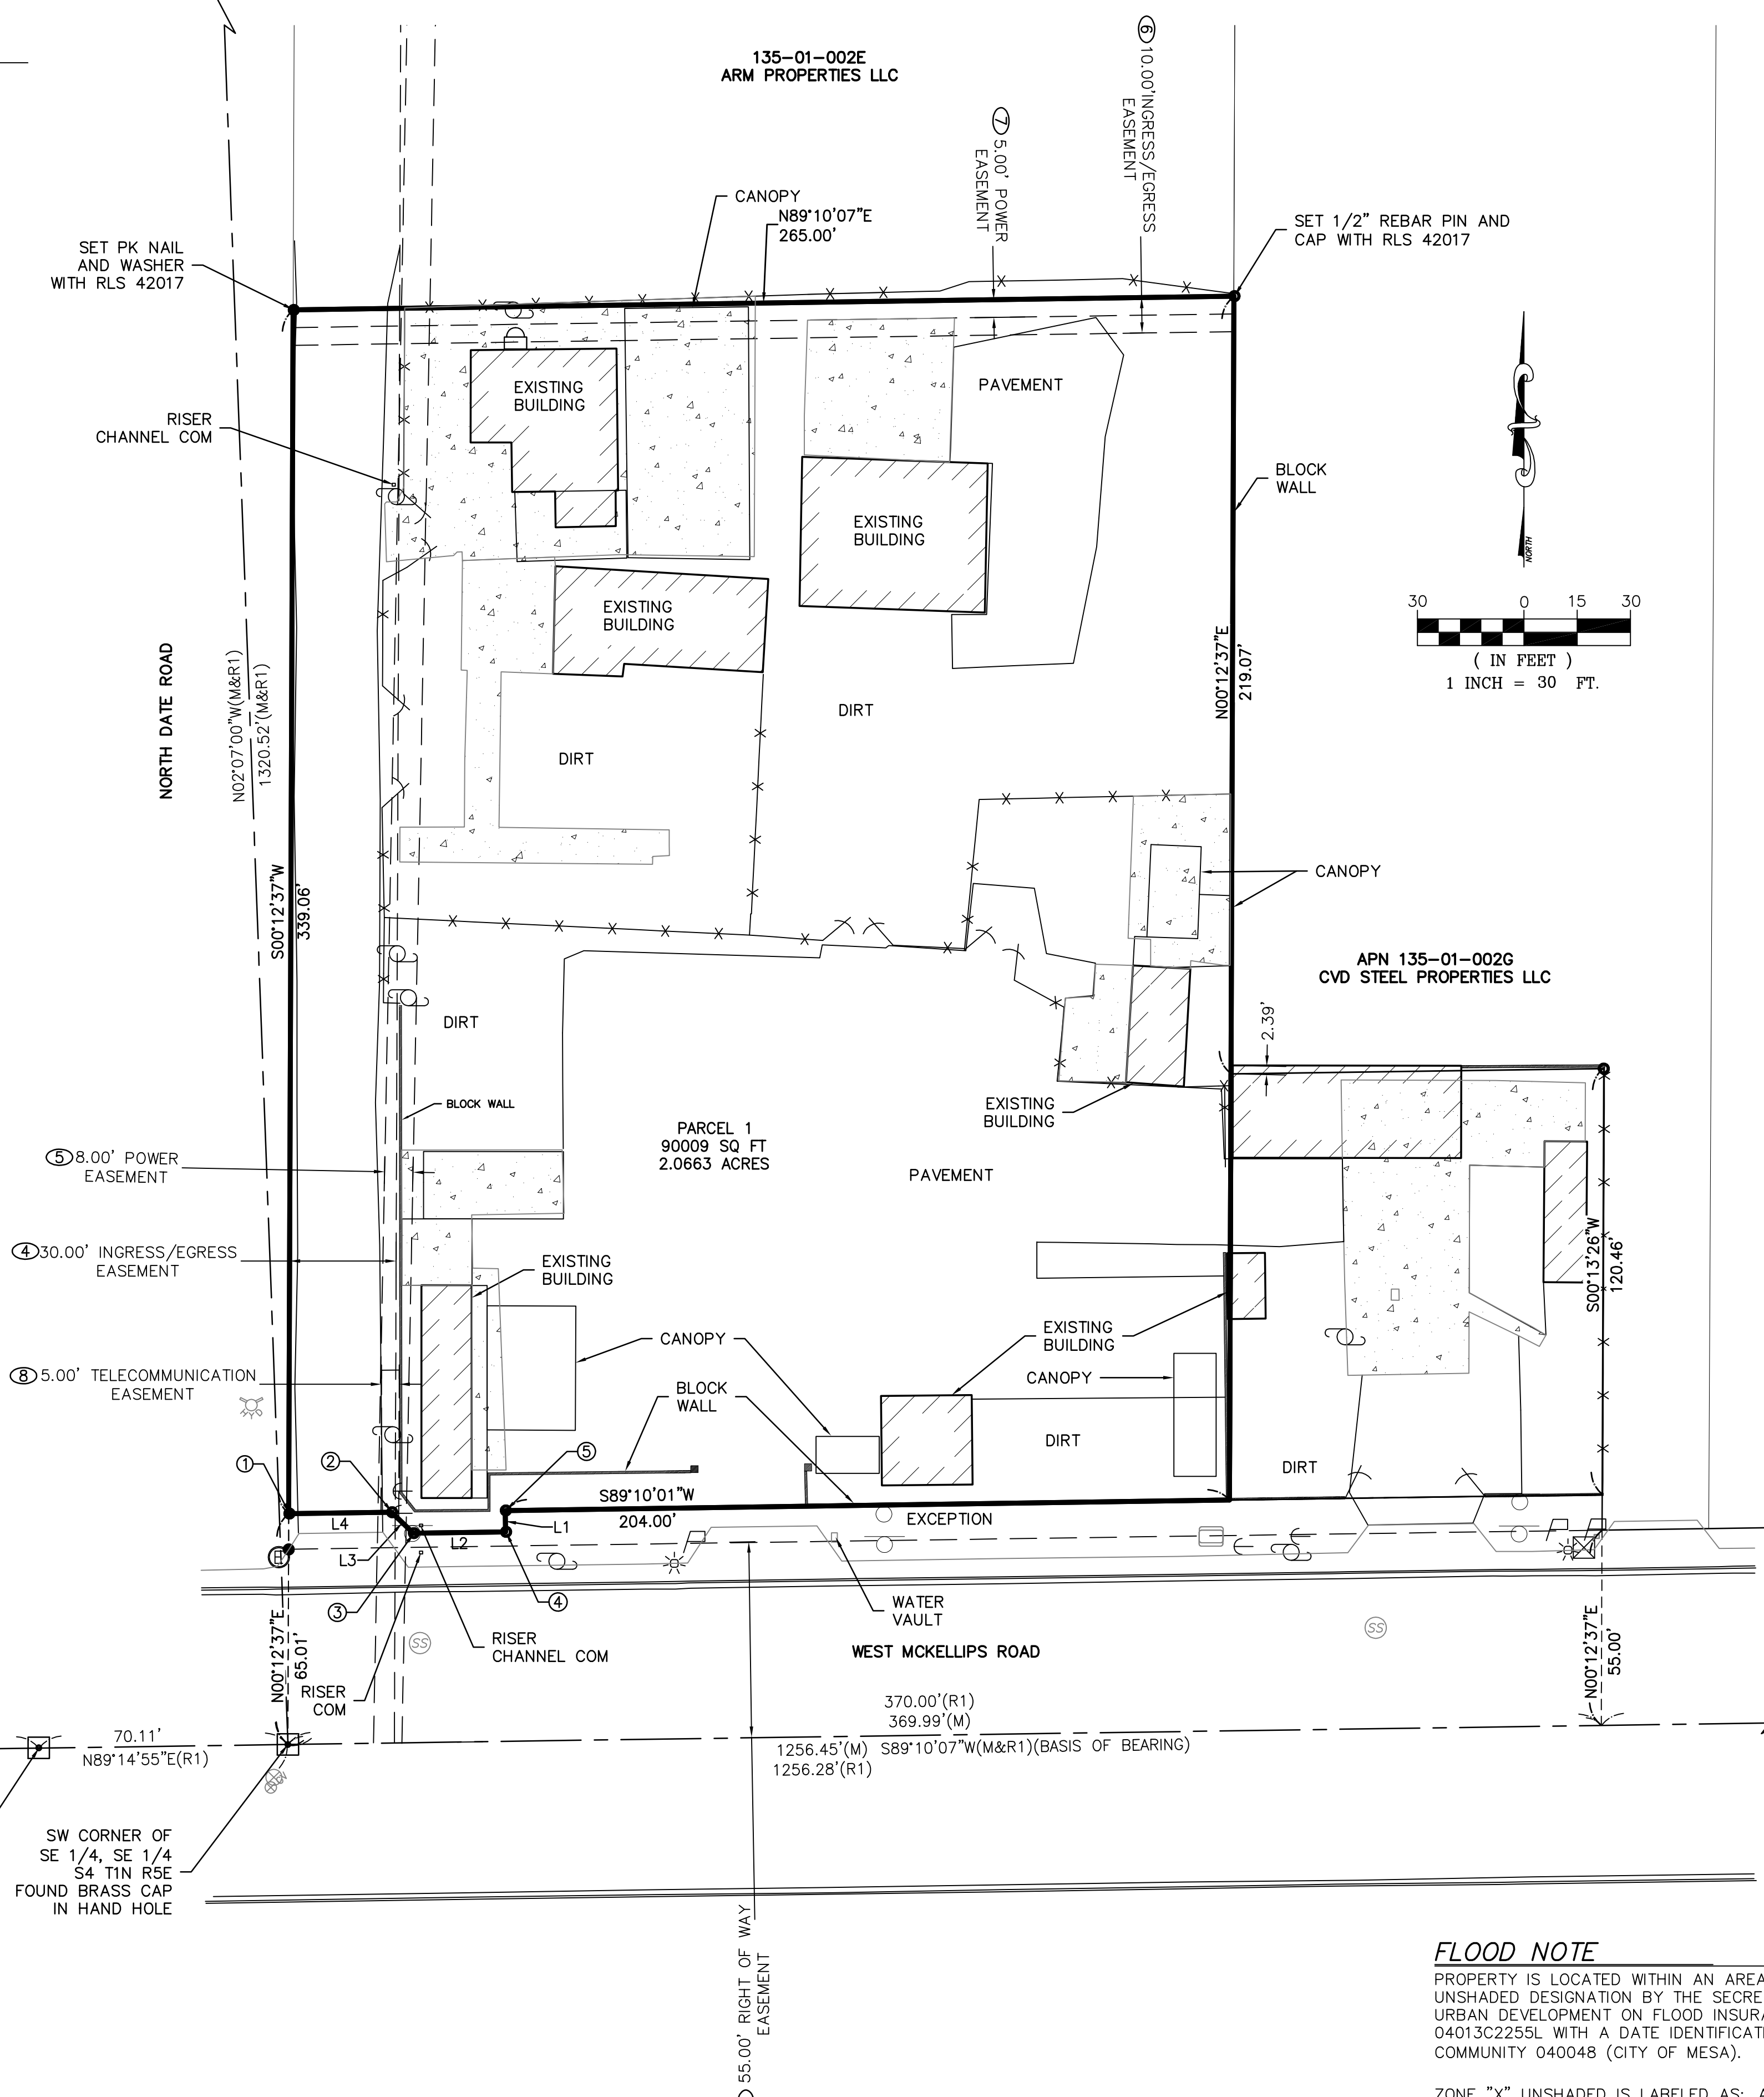 135-01-002E
ARM PROPERTIES LLC
6 10.00'INGRESS/EGRESS
EASEMENT
7 5.00' POWER
EASEMENT
CANOPY
N89°10'07"E
265.00'
SET PK NAIL
AND WASHER
WITH RLS 42017
SET 1/2" REBAR PIN AND
CAP WITH RLS 42017
EXISTING
BUILDING
PAVEMENT
RISER
CHANNEL COM
BLOCK
WALL
EXISTING
BUILDING
NORTH
30 0 15 30
( IN FEET )
1 INCH = 30 FT.
EXISTING
BUILDING
NORTH DATE ROAD
N02°07'00"W(M&R1)
1320.52'(M&R1)
N00°12'37"E
219.07'
DIRT
DIRT
S00°12'37"W
339.06'
CANOPY
APN 135-01-002G
CVD STEEL PROPERTIES LLC
DIRT
2.39'
BLOCK WALL
EXISTING
BUILDING
PARCEL 1
90009 SQ FT
2.0663 ACRES
PAVEMENT
5 8.00' POWER
EASEMENT
4 30.00' INGRESS/EGRESS
EASEMENT
EXISTING
BUILDING
S00°13'26"W
120.46'
CANOPY
EXISTING
BUILDING
8 5.00' TELECOMMUNICATION
EASEMENT
BLOCK
WALL
CANOPY
DIRT
DIRT
1
2
5
S89°10'01"W
204.00'
EXCEPTION
L4
L3
L2
L1
3
4
WATER
VAULT
SS
SS
RISER
CHANNEL COM
WEST MCKELLIPS ROAD
N00°12'37"E
65.01'
RISER
COM
N00°12'37"E
55.00'
370.00'(R1)
369.99'(M)
70.11'
N89°14'55"E(R1)
1256.45'(M) S89°10'07"W(M&R1)(BASIS OF BEARING)
1256.28'(R1)
SW CORNER OF
SE 1/4, SE 1/4
S4 T1N R5E
FOUND BRASS CAP
IN HAND HOLE
55.00' RIGHT OF WAY
EASEMENT
FLOOD NOTE
PROPERTY IS LOCATED WITHIN AN AREA
UNSHADED DESIGNATION BY THE SECRE
URBAN DEVELOPMENT ON FLOOD INSURA
04013C2255L WITH A DATE IDENTIFICATI
COMMUNITY 040048 (CITY OF MESA).
ZONE "X" UNSHADED IS LABELED AS: